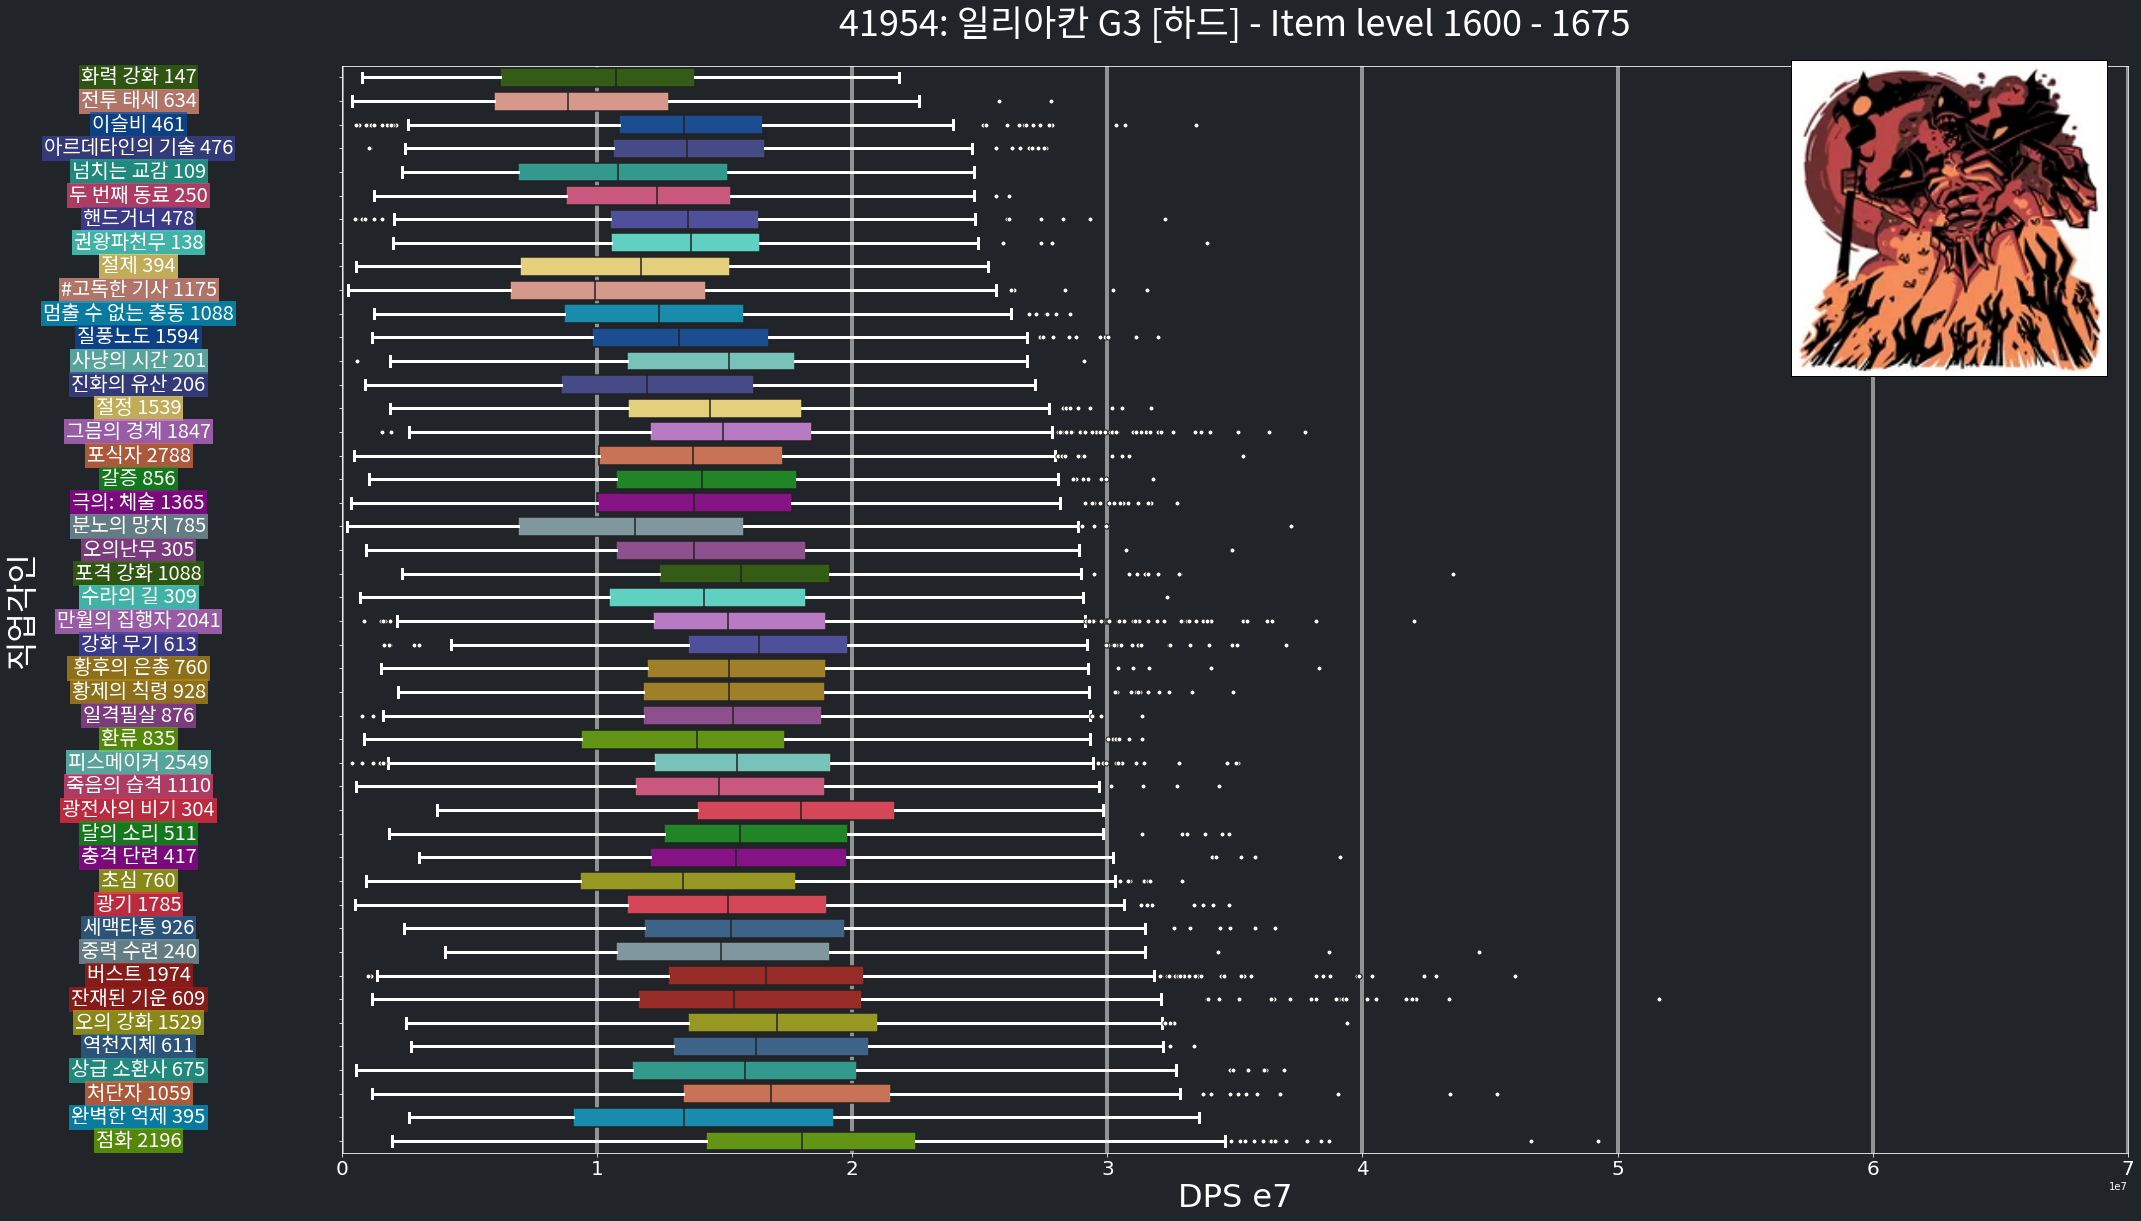 41954: 일리아칸 G3 [하드] - Item level 1600 - 1675
직업각인
화력 강화 147
전투 태세 634
이슬비 461
아르데타인의 기술 476
넘치는 교감 109
두 번째 동료 250
핸드거너 478
권왕파천무 138
절제 394
#고독한 기사 1175
멈출 수 없는 충동 1088
질풍노도 1594
사냥의 시간 201
진화의 유산 206
절정 1539
그믐의 경계 1847
포식자 2788
갈증 856
극의: 체술 1365
분노의 망치 785
오의난무 305
포격 강화 1088
수라의 길 309
만월의 집행자 2041
강화 무기 613
황후의 은총 760
황제의 칙령 928
일격필살 876
환류 835
피스메이커 2549
죽음의 습격 1110
광전사의 비기 304
달의 소리 511
충격 단련 417
초심 760
광기 1785
세맥타통 926
중력 수련 240
버스트 1974
잔재된 기운 609
오의 강화 1529
역천지체 611
상급 소환사 675
처단자 1059
완벽한 억제 395
점화 2196
0 1 2 3 4 5 6 7
1e7
DPS e7